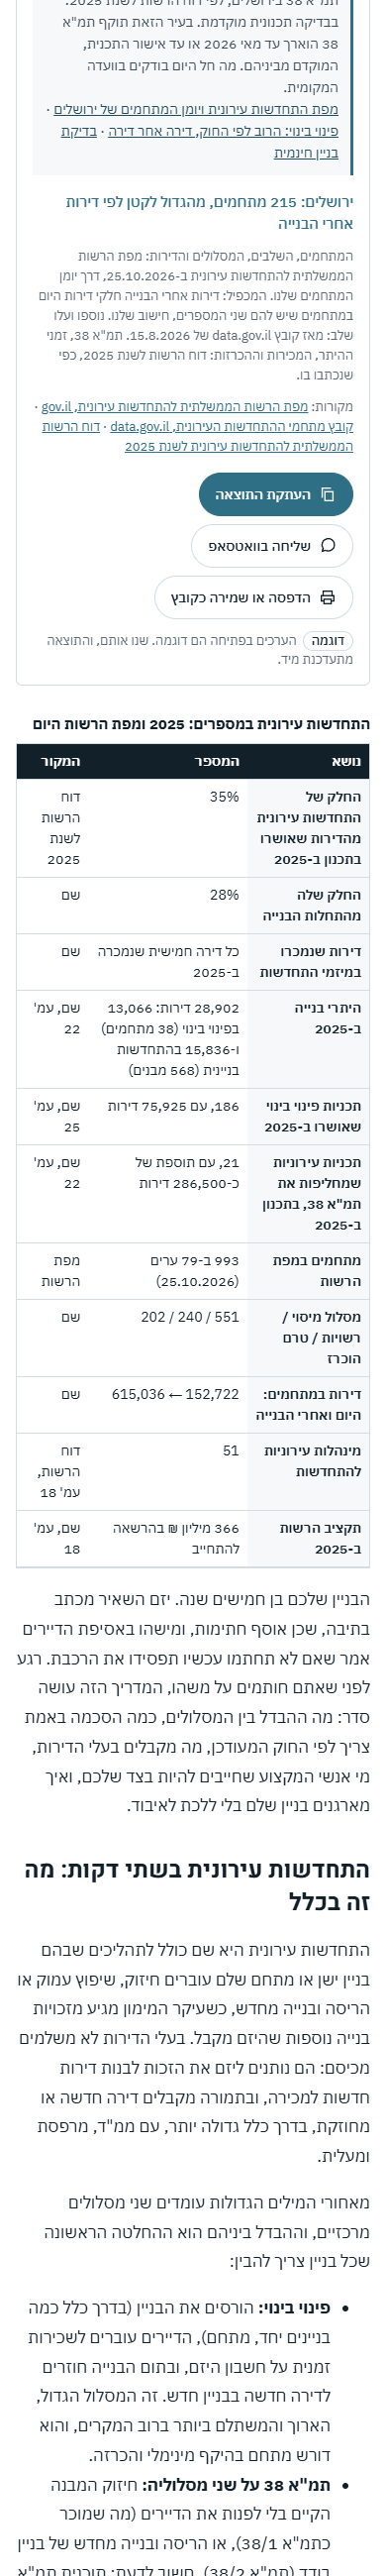 תמ"א 38 בירושלים, לפי דוח הרשות לשנת 2025.
בבדיקה תכנונית מוקדמת. בעיר הזאת תוקף תמ"א
38 הוארך עד מאי 2026 או עד אישור התכנית,
המוקדם מביניהם. מה חל היום בודקים בוועדה
המקומית.
מפת התחדשות עירונית ויומן המתחמים של ירושלים ·
פינוי בינוי: הרוב לפי החוק, דירה אחר דירה · בדיקת
בניין חינמית
ירושלים: 215 מתחמים, מהגדול לקטן לפי דירות
אחרי הבנייה
המתחמים, השלבים, המסלולים והדירות: מפת הרשות
הממשלתית להתחדשות עירונית ב-25.10.2026, דרך יומן
המתחמים שלנו. המכפיל: דירות אחרי הבנייה חלקי דירות היום
במתחמים שיש להם שני המספרים, חישוב שלנו. נוספו ועלו
שלב: מאז קובץ data.gov.il של 15.8.2026. תמ"א 38, זמני
ההיתר, המכירות וההכרזות: דוח הרשות לשנת 2025, כפי
שנכתבו בו.
מקורות: מפת הרשות הממשלתית להתחדשות עירונית, gov.il ·
קובץ מתחמי ההתחדשות העירונית, data.gov.il · דוח הרשות
הממשלתית להתחדשות עירונית לשנת 2025
העתקת התוצאה
שליחה בוואטסאפ
הדפסה או שמירה כקובץ
דוגמה הערכים בפתיחה הם דוגמה. שנו אותם, והתוצאה
מתעדכנת מיד.
התחדשות עירונית במספרים: 2025 ומפת הרשות היום
נושא המספר המקור
החלק של 35% דוח
התחדשות עירונית הרשות
מהדירות שאושרו לשנת
בתכנון ב-2025 2025
החלק שלה 28% שם
מהתחלות הבנייה
דירות שנמכרו כל דירה חמישית שנמכרה שם
במיזמי התחדשות ב-2025
היתרי בנייה 28,902 דירות: 13,066 שם, עמ'
ב-2025 בפינוי בינוי (38 מתחמים) 22
ו-15,836 בהתחדשות
בניינית (568 מבנים)
תכניות פינוי בינוי 186, עם 75,925 דירות שם, עמ'
שאושרו ב-2025 25
תכניות עירוניות 21, עם תוספת של שם, עמ'
שמחליפות את כ-286,500 דירות 22
תמ"א 38, בתכנון
ב-2025
מתחמים במפת 993 ב-79 ערים מפת
הרשות (25.10.2026) הרשות
מסלול מיסוי / 551 / 240 / 202 שם
רשויות / טרם
הוכרז
דירות במתחמים: 152,722 ← 615,036 שם
היום ואחרי הבנייה
מינהלות עירוניות 51 דוח
להתחדשות הרשות,
עמ' 18
תקציב הרשות 366 מיליון ₪ בהרשאה שם, עמ'
ב-2025 להתחייב 18
הבניין שלכם בן חמישים שנה. יזם השאיר מכתב
בתיבה, שכן אוסף חתימות, ומישהו באסיפת הדיירים
אמר שאם לא תחתמו עכשיו תפסידו את הרכבת. רגע
לפני שאתם חותמים על משהו, המדריך הזה עושה
סדר: מה ההבדל בין המסלולים, כמה הסכמה באמת
צריך לפי החוק המעודכן, מה מקבלים בעלי הדירות,
מי אנשי המקצוע שחייבים להיות בצד שלכם, ואיך
מארגנים בניין שלם בלי ללכת לאיבוד.
התחדשות עירונית בשתי דקות: מה
זה בכלל
התחדשות עירונית היא שם כולל לתהליכים שבהם
בניין ישן או מתחם שלם עוברים חיזוק, שיפוץ עמוק או
הריסה ובנייה מחדש, כשעיקר המימון מגיע מזכויות
בנייה נוספות שהיזם מקבל. בעלי הדירות לא משלמים
מכיסם: הם נותנים ליזם את הזכות לבנות דירות
חדשות למכירה, ובתמורה מקבלים דירה חדשה או
מחוזקת, בדרך כלל גדולה יותר, עם ממ"ד, מרפסת
ומעלית.
מאחורי המילים הגדולות עומדים שני מסלולים
מרכזיים, וההבדל ביניהם הוא ההחלטה הראשונה
שכל בניין צריך להבין:
• פינוי בינוי: הורסים את הבניין (בדרך כלל כמה
בניינים יחד, מתחם), הדיירים עוברים לשכירות
זמנית על חשבון היזם, ובתום הבנייה חוזרים
לדירה חדשה בבניין חדש. זה המסלול הגדול,
הארוך והמשתלם ביותר ברוב המקרים, והוא
דורש מתחם בהיקף מינימלי והכרזה.
• תמ"א 38 על שני מסלוליה: חיזוק המבנה
הקיים בלי לפנות את הדיירים (מה שמוכר
כתמ"א 38/1), או הריסה ובנייה מחדש של בניין
בודד (תמ"א 38/2). חשוב לדעת: תוכנית תמ"א